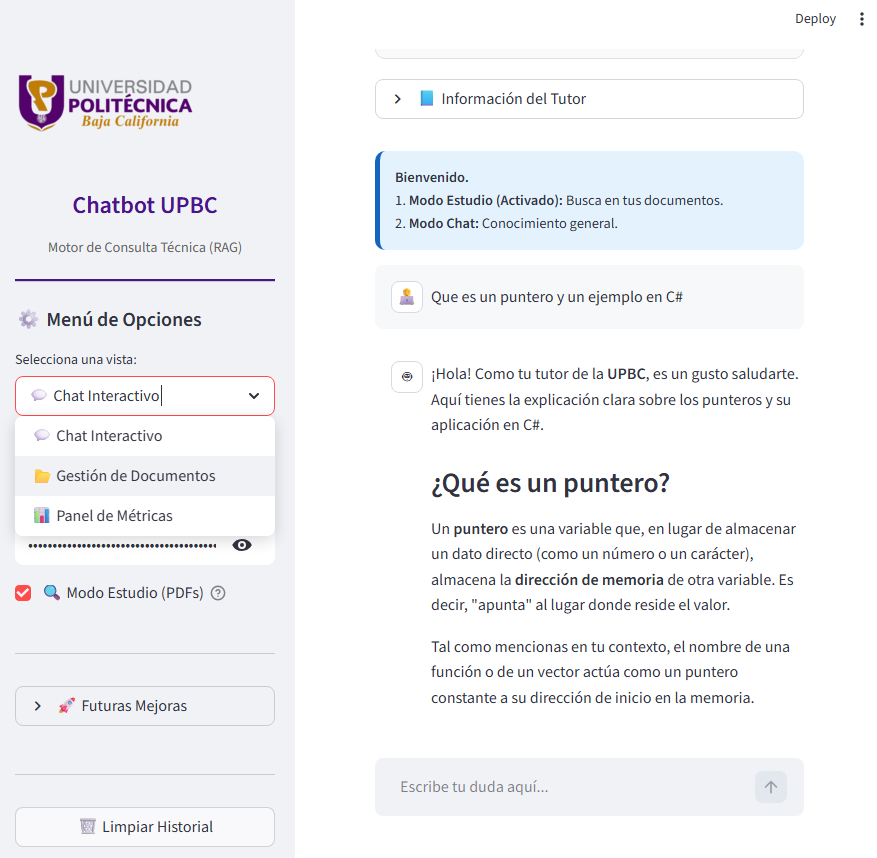 Deploy
UNIVERSIDAD
POLITÉCNICA
Baja California
Chatbot UPBC
Motor de Consulta Técnica (RAG)
Menú de Opciones
Selecciona una vista:
Chat Interactivo
Chat Interactivo
Gestión de Documentos
Panel de Métricas
Modo Estudio (PDFs)
Futuras Mejoras
Limpiar Historial
Información del Tutor
Bienvenido.
1. Modo Estudio (Activado): Busca en tus documentos.
2. Modo Chat: Conocimiento general.
Que es un puntero y un ejemplo en C#
¡Hola! Como tu tutor de la UPBC, es un gusto saludarte.
Aquí tienes la explicación clara sobre los punteros y su
aplicación en C#.
¿Qué es un puntero?
Un puntero es una variable que, en lugar de almacenar
un dato directo (como un número o un carácter),
almacena la dirección de memoria de otra variable. Es
decir, "apunta" al lugar donde reside el valor.
Tal como mencionas en tu contexto, el nombre de una
función o de un vector actúa como un puntero
constante a su dirección de inicio en la memoria.
Escribe tu duda aquí...